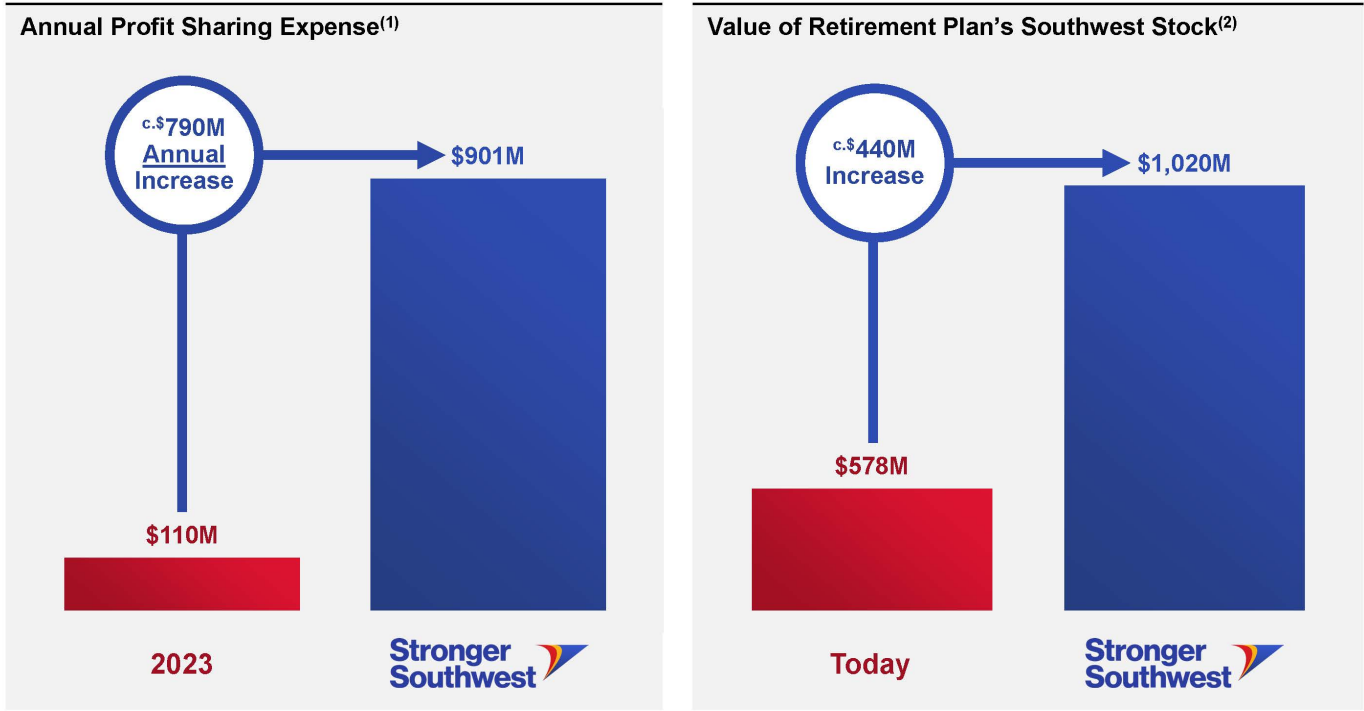 Annual Profit Sharing Expense(1)
c.$790M
Annual
Increase
$901M
$110M
2023
Stronger
Southwest
Value of Retirement Plan's Southwest Stock(2)
c.$440M
Increase
$1,020M
$578M
Today
Stronger
Southwest